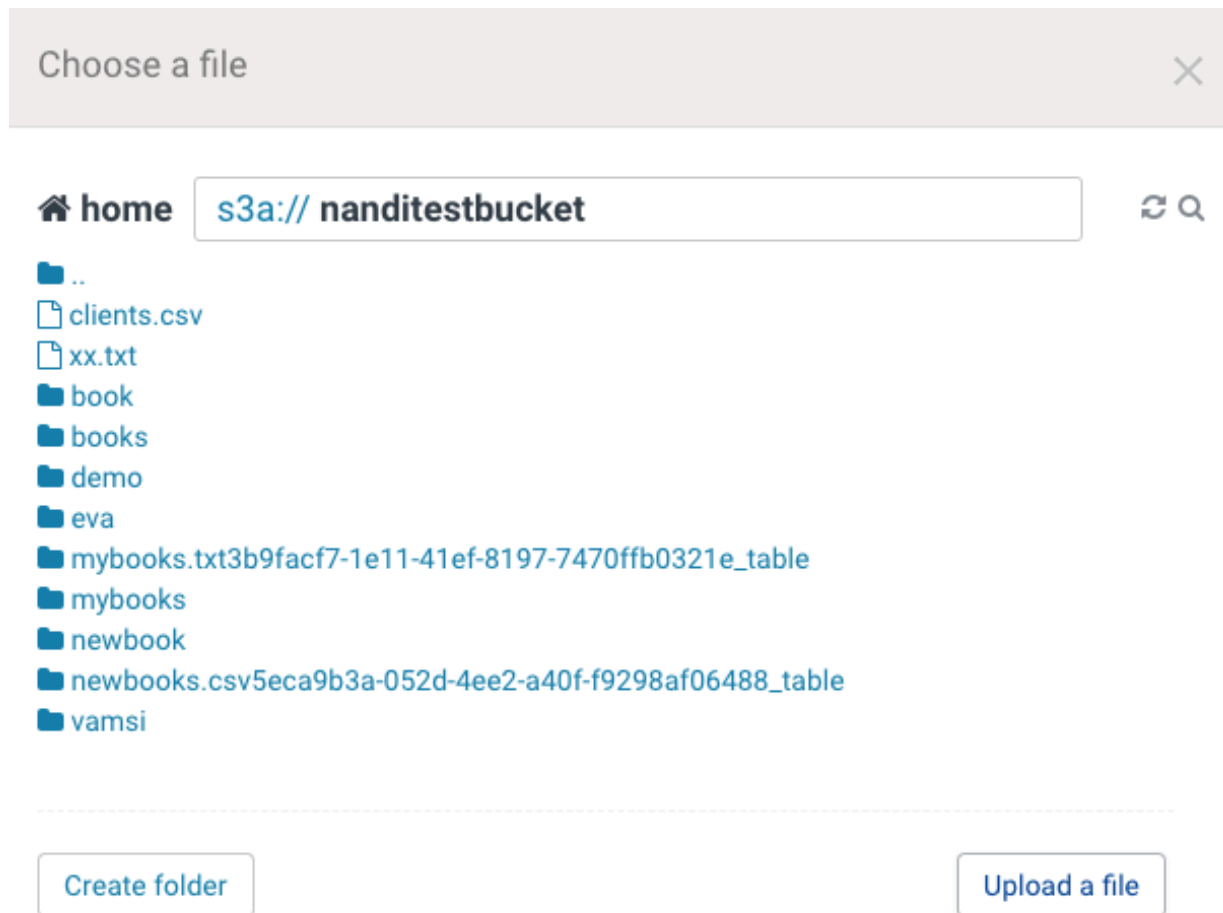 Choose a file
home s3a:// nanditestbucket
..
clients.csv
xx.txt
book
books
demo
eva
mybooks.txt3b9facf7-1e11-41ef-8197-7470ffb0321e_table
mybooks
newbook
newbooks.csv5eca9b3a-052d-4ee2-a40f-f9298af06488_table
vamsi
Create folder Upload a file